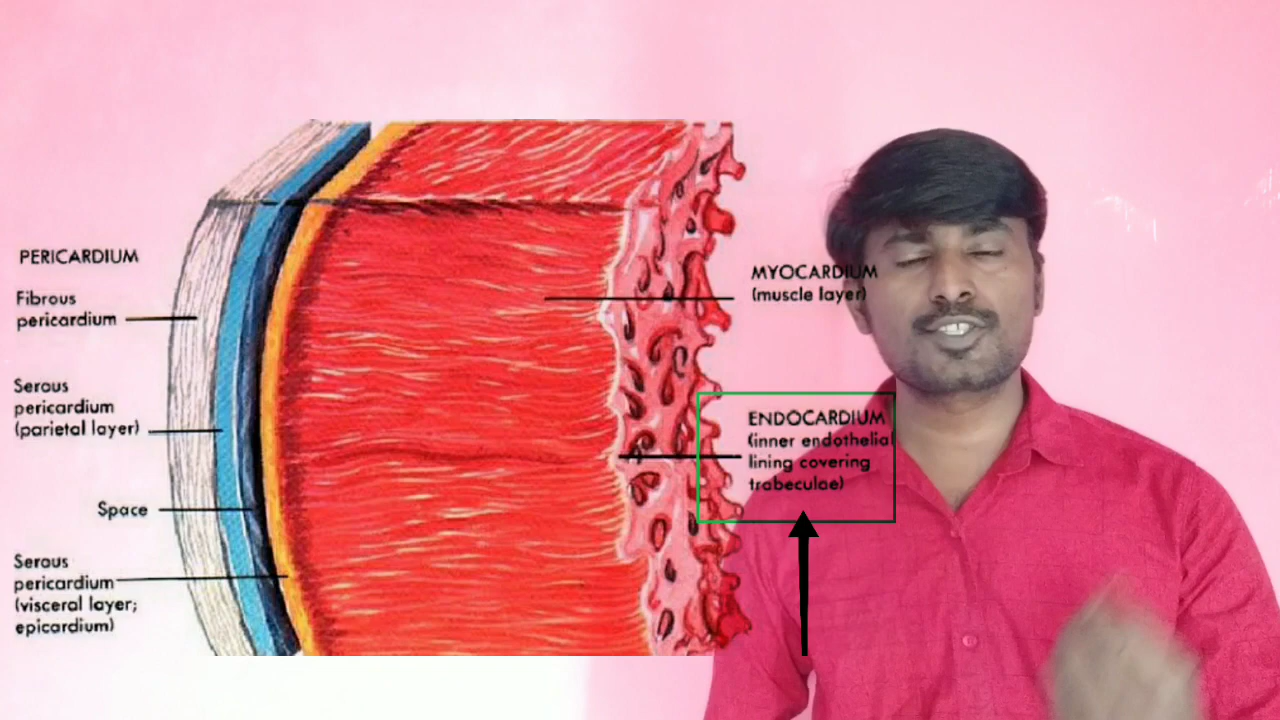 PERICARDIUM
Fibrous
pericardium
Serous
pericardium
(parietal layer)
Space
Serous
pericardium
(visceral layer;
epicardium)
MYOCARDIUM
(muscle layer)
ENDOCARDIUM
(inner endothelial
lining covering
trabeculae)